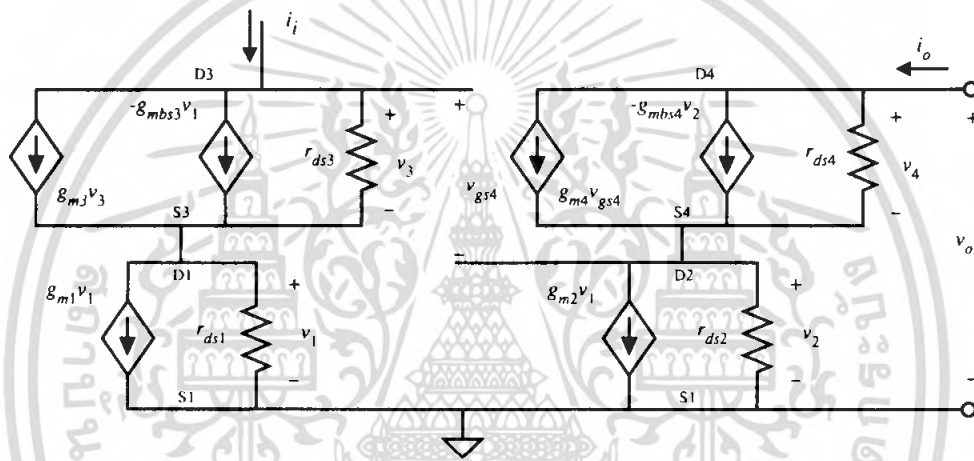 i_i
i_o
D3
D4
-g_mbs3 v_1
-g_mbs4 v_2
+
+
+
+
r_ds3
v_3
r_ds4
v_4
v_gs4
g_m3 v_3
g_m4 v_gs4
-
-
S3
S4
v_o
-
D1
D2
g_m1 v_1
g_m2 v_1
+
+
r_ds1
v_1
r_ds2
v_2
-
-
-
S1
S1